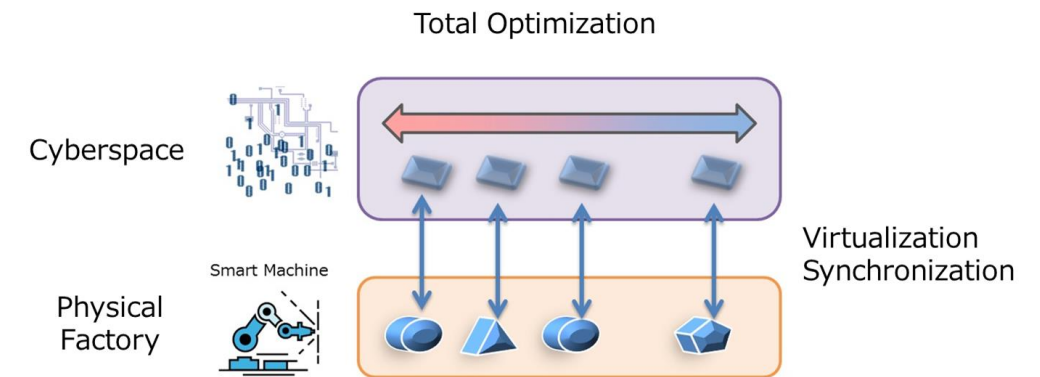 Total Optimization
Cyberspace
Virtualization
Synchronization
Smart Machine
Physical
Factory